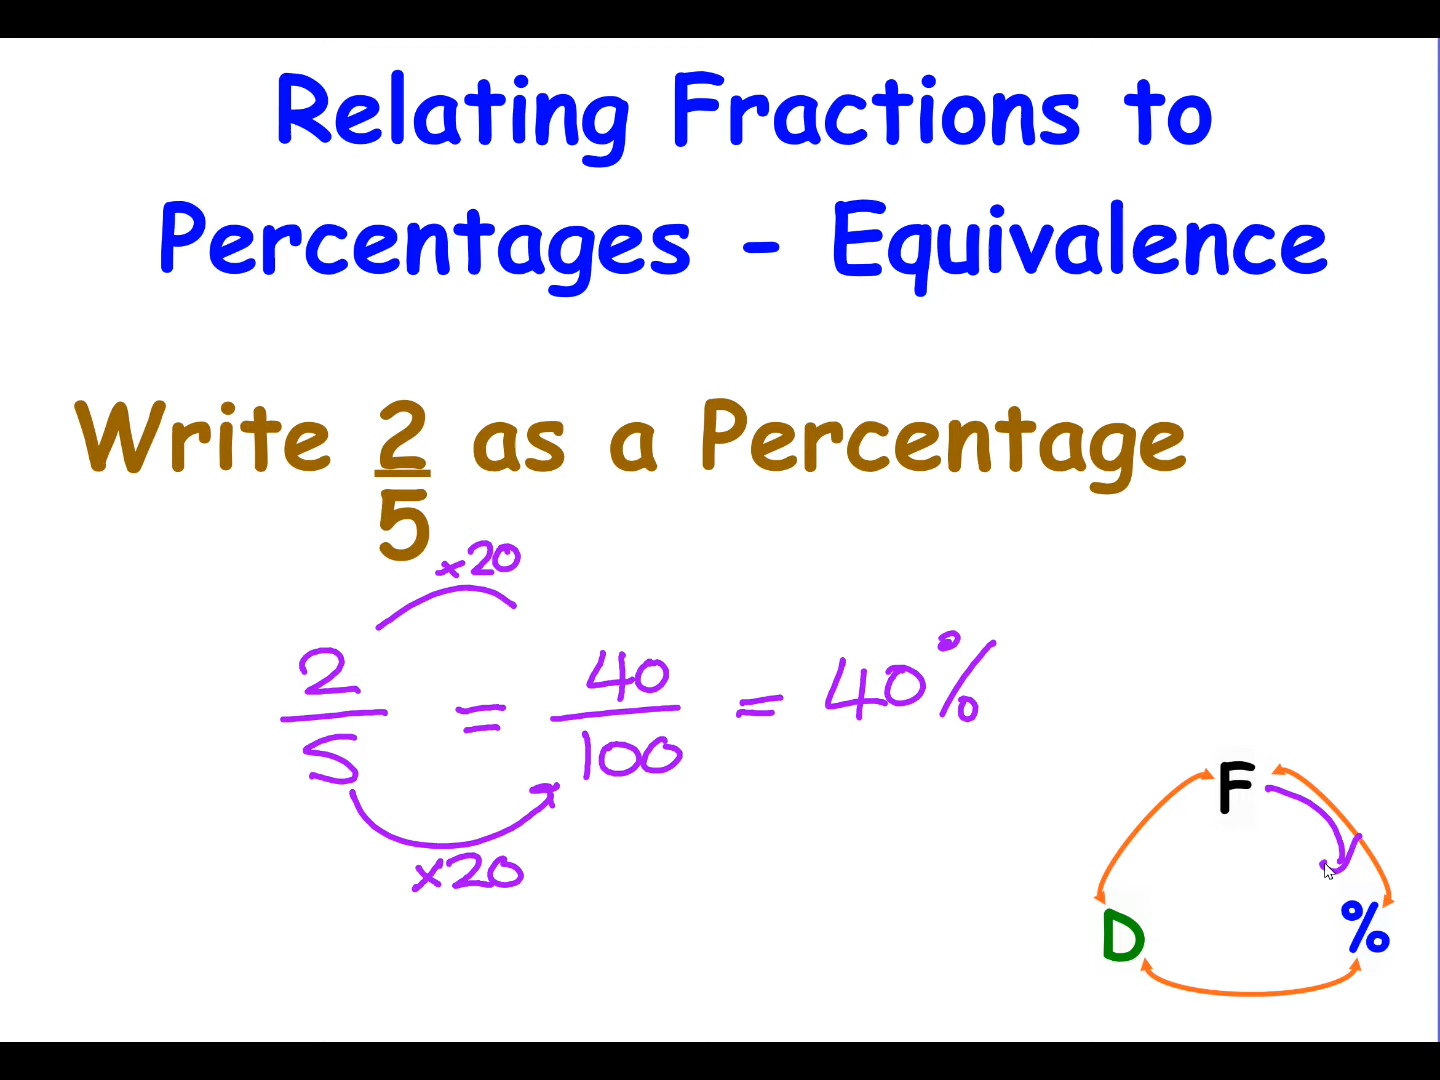 Relating Fractions to
Percentages - Equivalence
Write 2/5 as a Percentage
×20
2/5 = 40/100 = 40%
×20
F
D %